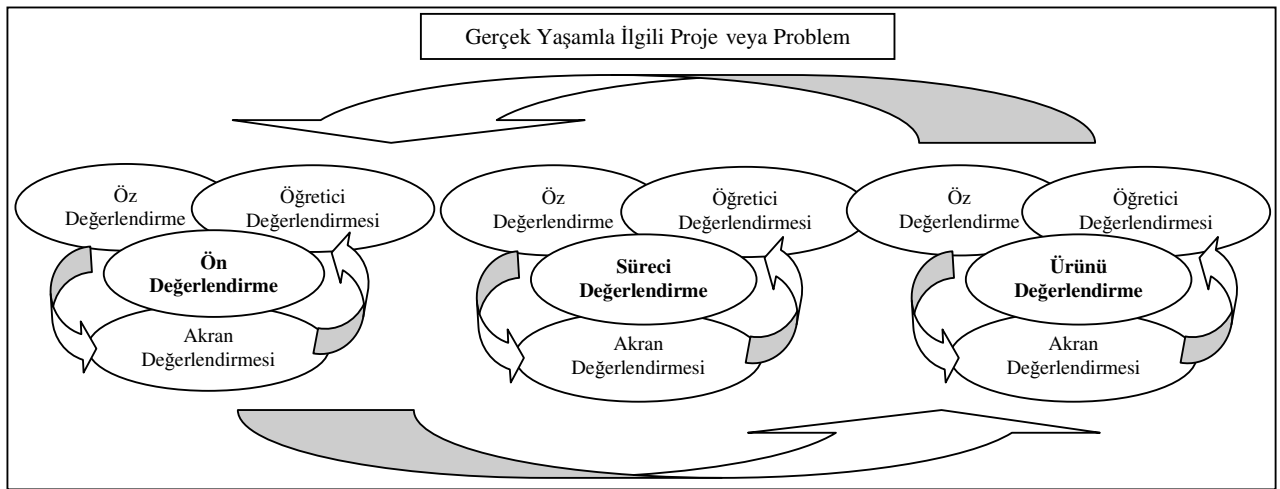 Gerçek Yaşamla İlgili Proje veya Problem
Öz
Değerlendirme
Öğretici
Değerlendirmesi
Ön
Değerlendirme
Akran
Değerlendirmesi
Öz
Değerlendirme
Öğretici
Değerlendirmesi
Süreci
Değerlendirme
Akran
Değerlendirmesi
Öz
Değerlendirme
Öğretici
Değerlendirmesi
Ürünü
Değerlendirme
Akran
Değerlendirmesi